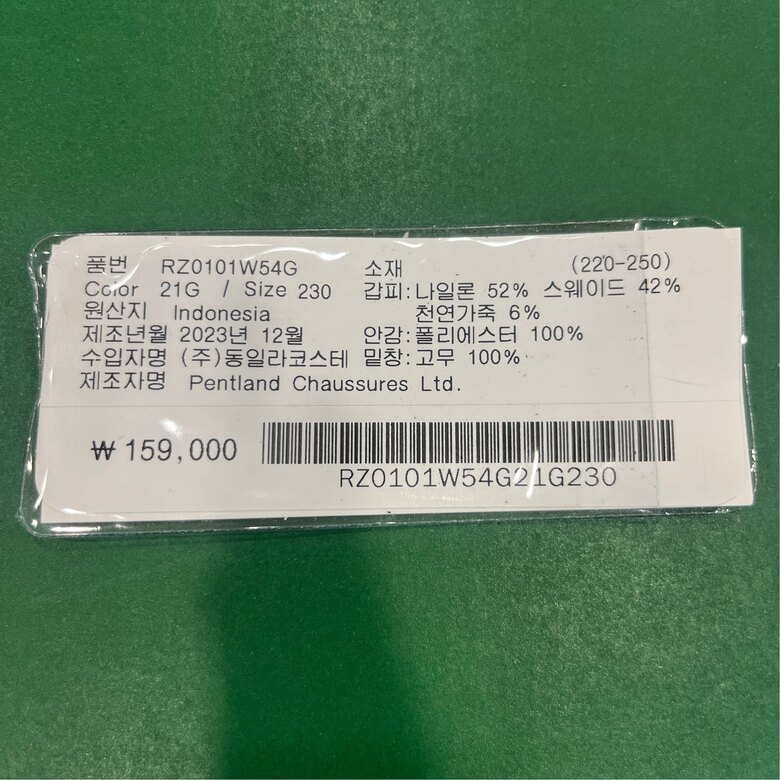 품번 RZ0101W54G 소재 (220-250)
Color 21G / Size 230 갑피:나일론 52% 스웨이드 42%
원산지 Indonesia 천연가죽 6%
제조년월 2023년 12월 안감:폴리에스터 100%
수입자명 (주)동일라코스테 밑창:고무 100%
제조자명 Pentland Chaussures Ltd.
₩ 159,000
RZ0101W54G21G230